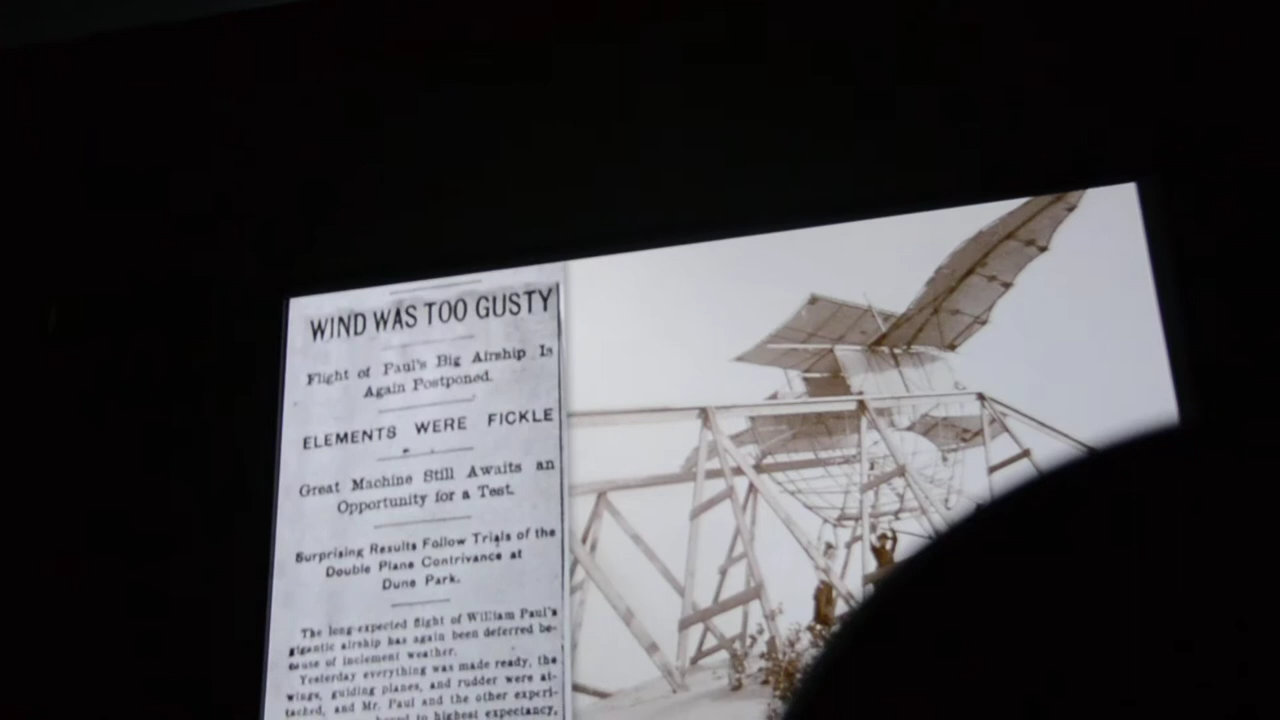 WIND WAS TOO GUSTY
Flight of Paul's Big Airship Is
Again Postponed.
ELEMENTS WERE FICKLE
Great Machine Still Awaits an
Opportunity for a Test.
Surprising Results Follow Trials of the
Double Plane Contrivance at
Dune Park.
The long-expected flight of William Paul's
gigantic airship has again been deferred be-
cause of inclement weather.
Yesterday everything was made ready, the
wings, guiding planes, and rudder were at-
tached, and Mr. Paul and the other experi-
to highest expectancy,